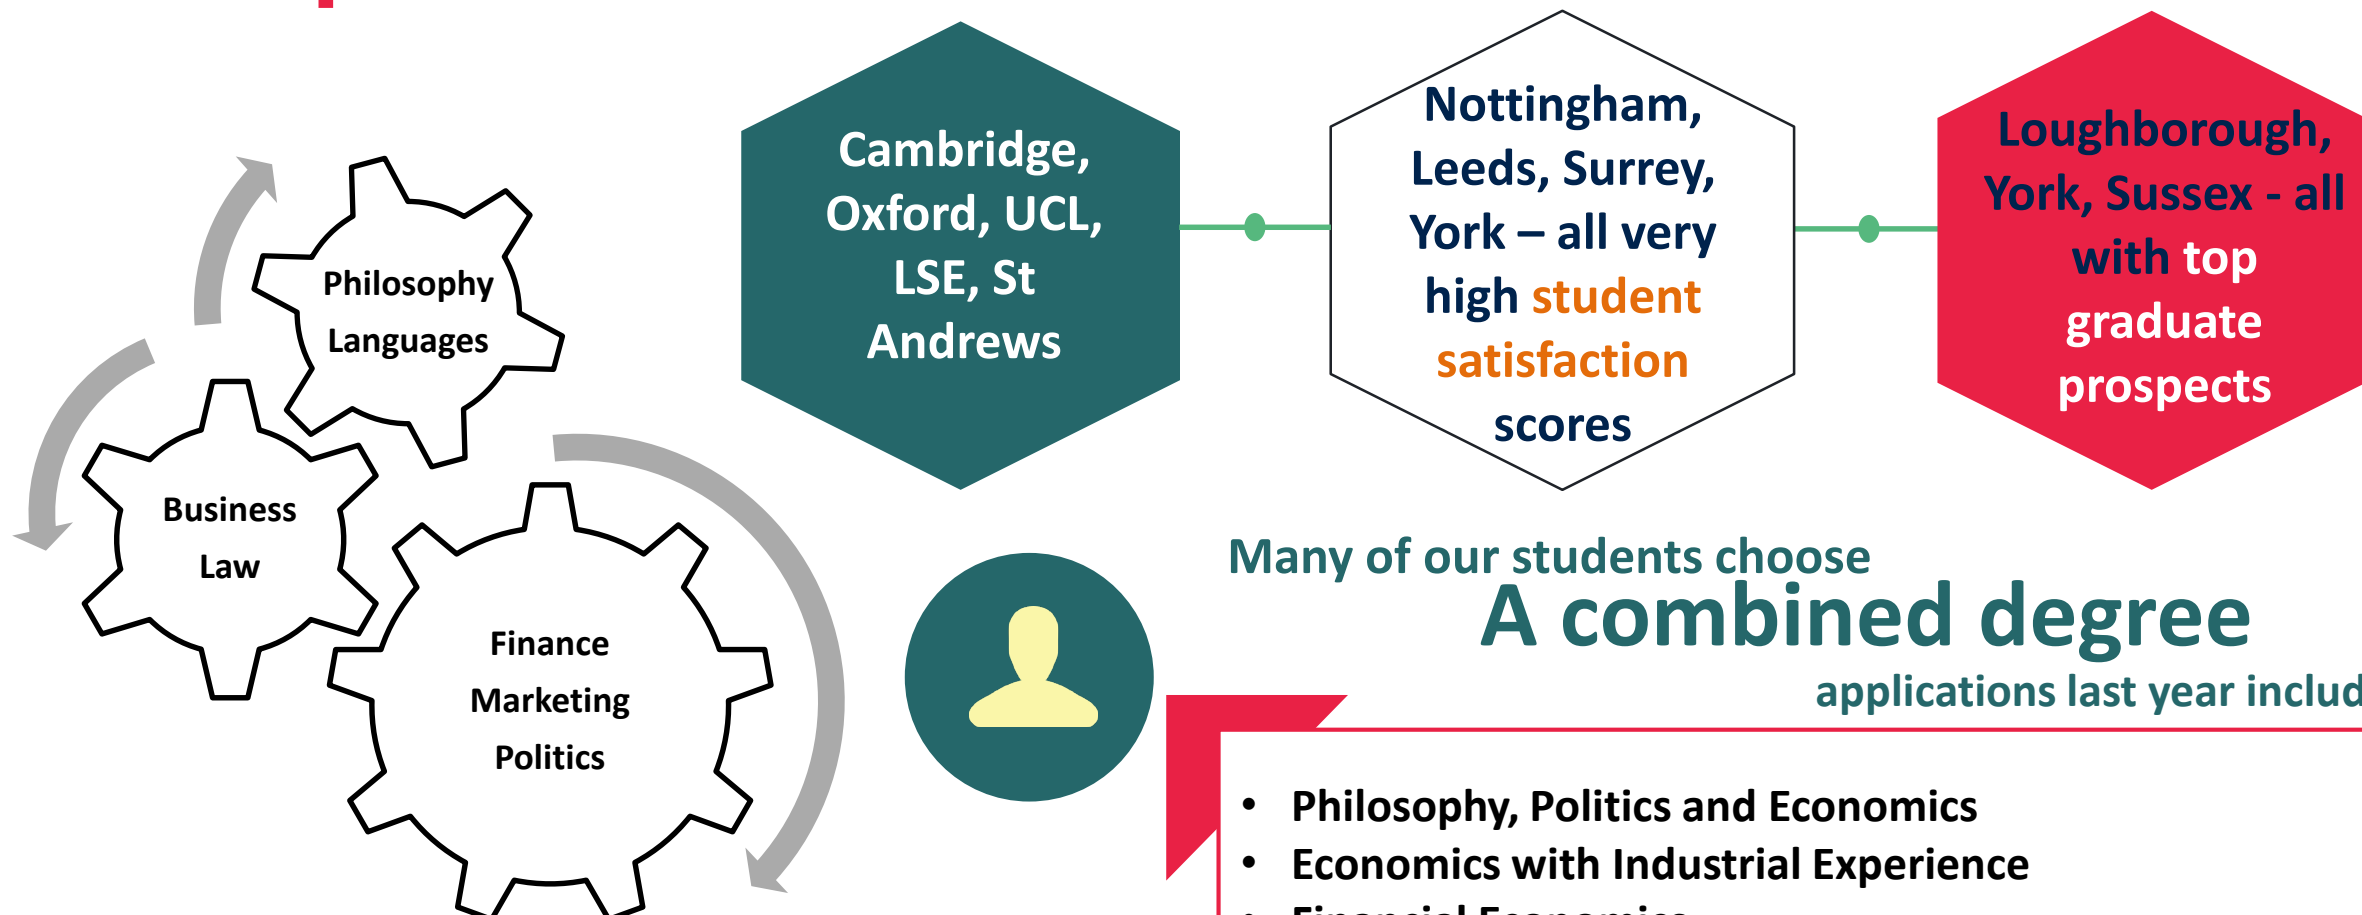 Cambridge,
Oxford, UCL,
LSE, St
Andrews
Nottingham,
Leeds, Surrey,
York – all very
high student
satisfaction
scores
Loughborough,
York, Sussex - all
with top
graduate
prospects
Philosophy
Languages
Business
Law
Finance
Marketing
Politics
Many of our students choose
A combined degree
applications last year includ
• Philosophy, Politics and Economics
• Economics with Industrial Experience
• Financial Economics